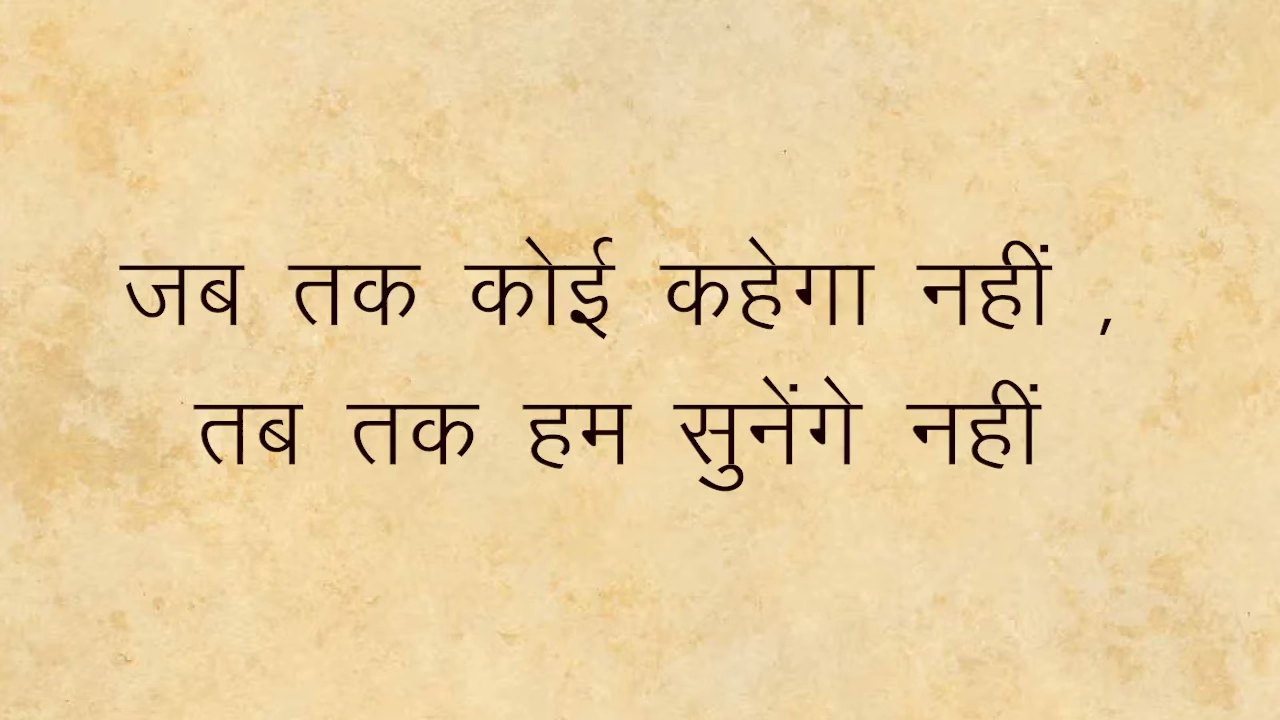 जब तक कोई कहेगा नहीं ,
तब तक हम सुनेंगे नहीं